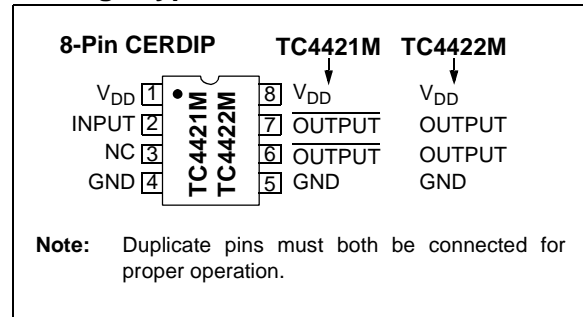 8-Pin CERDIP TC4421M TC4422M
V_DD 1 8 V_DD V_DD
INPUT 2 7 OUTPUT OUTPUT
NC 3 6 OUTPUT OUTPUT
GND 4 5 GND GND
TC4421M
TC4422M
Note: Duplicate pins must both be connected for
proper operation.